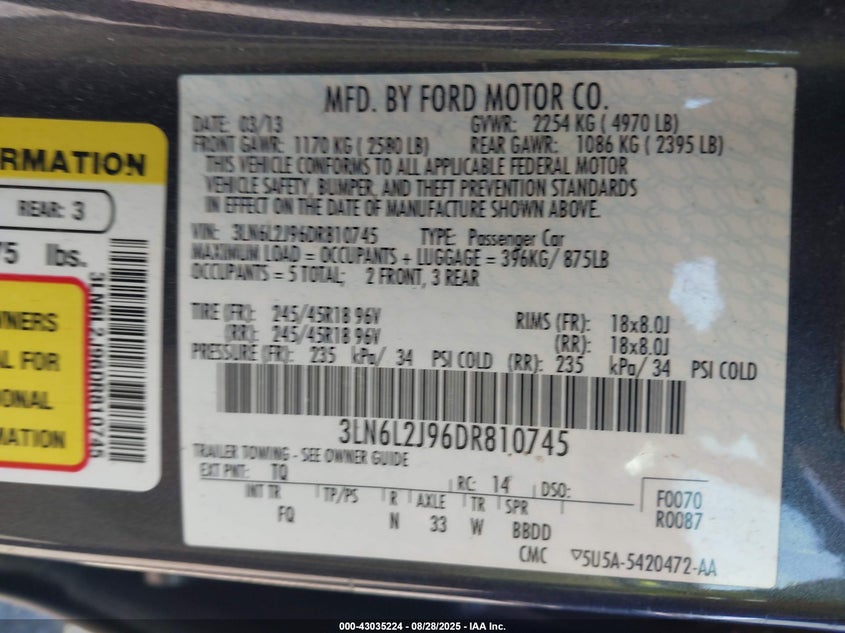 MFD. BY FORD MOTOR CO.
DATE: 03/13 GVWR: 2254 KG ( 4970 LB)
FRONT GAWR: 1170 KG ( 2580 LB) REAR GAWR: 1086 KG ( 2395 LB)
THIS VEHICLE CONFORMS TO ALL APPLICABLE FEDERAL MOTOR
VEHICLE SAFETY, BUMPER, AND THEFT PREVENTION STANDARDS
IN EFFECT ON THE DATE OF MANUFACTURE SHOWN ABOVE.
VIN: 3LN6L2J96DR810745 TYPE: Passenger Car
MAXIMUM LOAD = OCCUPANTS + LUGGAGE = 396KG/ 875LB
OCCUPANTS = 5 TOTAL; 2 FRONT, 3 REAR
TIRE (FR): 245/45R18 96V RIMS (FR): 18x8.0J
(RR): 245/45R18 96V (RR): 18x8.0J
PRESSURE (FR): 235 kPa/ 34 PSI COLD (RR): 235 kPa/ 34 PSI COLD
3LN6L2J96DR810745
TRAILER TOWING - SEE OWNER GUIDE
EXT PNT: TQ RC: 14 DSO: F0070
INT TR TP/PS R AXLE TR SPR R0087
FQ N 33 W BBDD
CMC ▽5U5A-5420472-AA
RMATION
REAR: 3
75 lbs.
3LN6L2J96DR810745
WNERS
AL FOR
ONAL
MATION
000-43035224 - 08/28/2025 - IAA Inc.